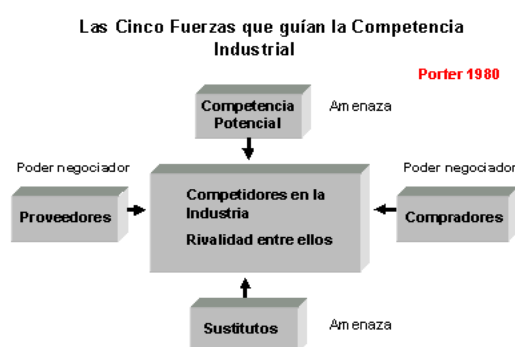 Las Cinco Fuerzas que guían la Competencia
Industrial
Porter 1980
Competencia
Potencial
Amenaza
Poder negociador
Poder negociador
Proveedores
Competidores en la
Industria
Rivalidad entre ellos
Compradores
Sustitutos
Amenaza